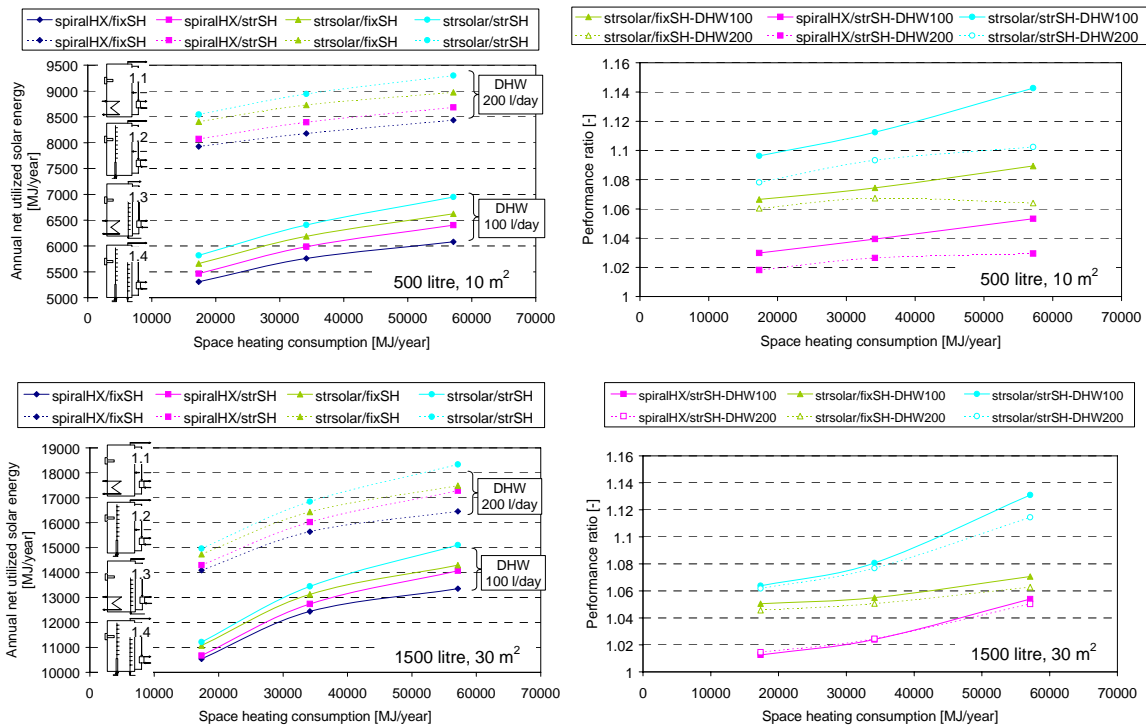 spiralHX/fixSH spiralHX/strSH strsolar/fixSH strsolar/strSH
spiralHX/fixSH spiralHX/strSH strsolar/fixSH strsolar/strSH
Annual net utilized solar energy
[MJ/year]
9500
9000
8500
8000
7500
7000
6500
6000
5500
5000
1.1
1.2
1.3
1.4
DHW
200 l/day
DHW
100 l/day
500 litre, 10 m²
0 10000 20000 30000 40000 50000 60000 70000
Space heating consumption [MJ/year]
strsolar/fixSH-DHW100 spiralHX/strSH-DHW100 strsolar/strSH-DHW100
strsolar/fixSH-DHW200 spiralHX/strSH-DHW200 strsolar/strSH-DHW200
Performance ratio [-]
1.16
1.14
1.12
1.1
1.08
1.06
1.04
1.02
1
500 litre, 10 m²
0 10000 20000 30000 40000 50000 60000 70000
Space heating consumption [MJ/year]
spiralHX/fixSH spiralHX/strSH strsolar/fixSH strsolar/strSH
spiralHX/fixSH spiralHX/strSH strsolar/fixSH strsolar/strSH
Annual net utilized solar energy
[MJ/year]
19000
18000
17000
16000
15000
14000
13000
12000
11000
10000
1.1
1.2
1.3
1.4
DHW
200 l/day
DHW
100 l/day
1500 litre, 30 m²
0 10000 20000 30000 40000 50000 60000 70000
Space heating consumption [MJ/year]
spiralHX/strSH-DHW100 strsolar/fixSH-DHW100 strsolar/strSH-DHW100
spiralHX/strSH-DHW200 strsolar/fixSH-DHW200 strsolar/strSH-DHW200
Performance ratio [-]
1.16
1.14
1.12
1.1
1.08
1.06
1.04
1.02
1
1500 litre, 30 m²
0 10000 20000 30000 40000 50000 60000 70000
Space heating consumption [MJ/year]